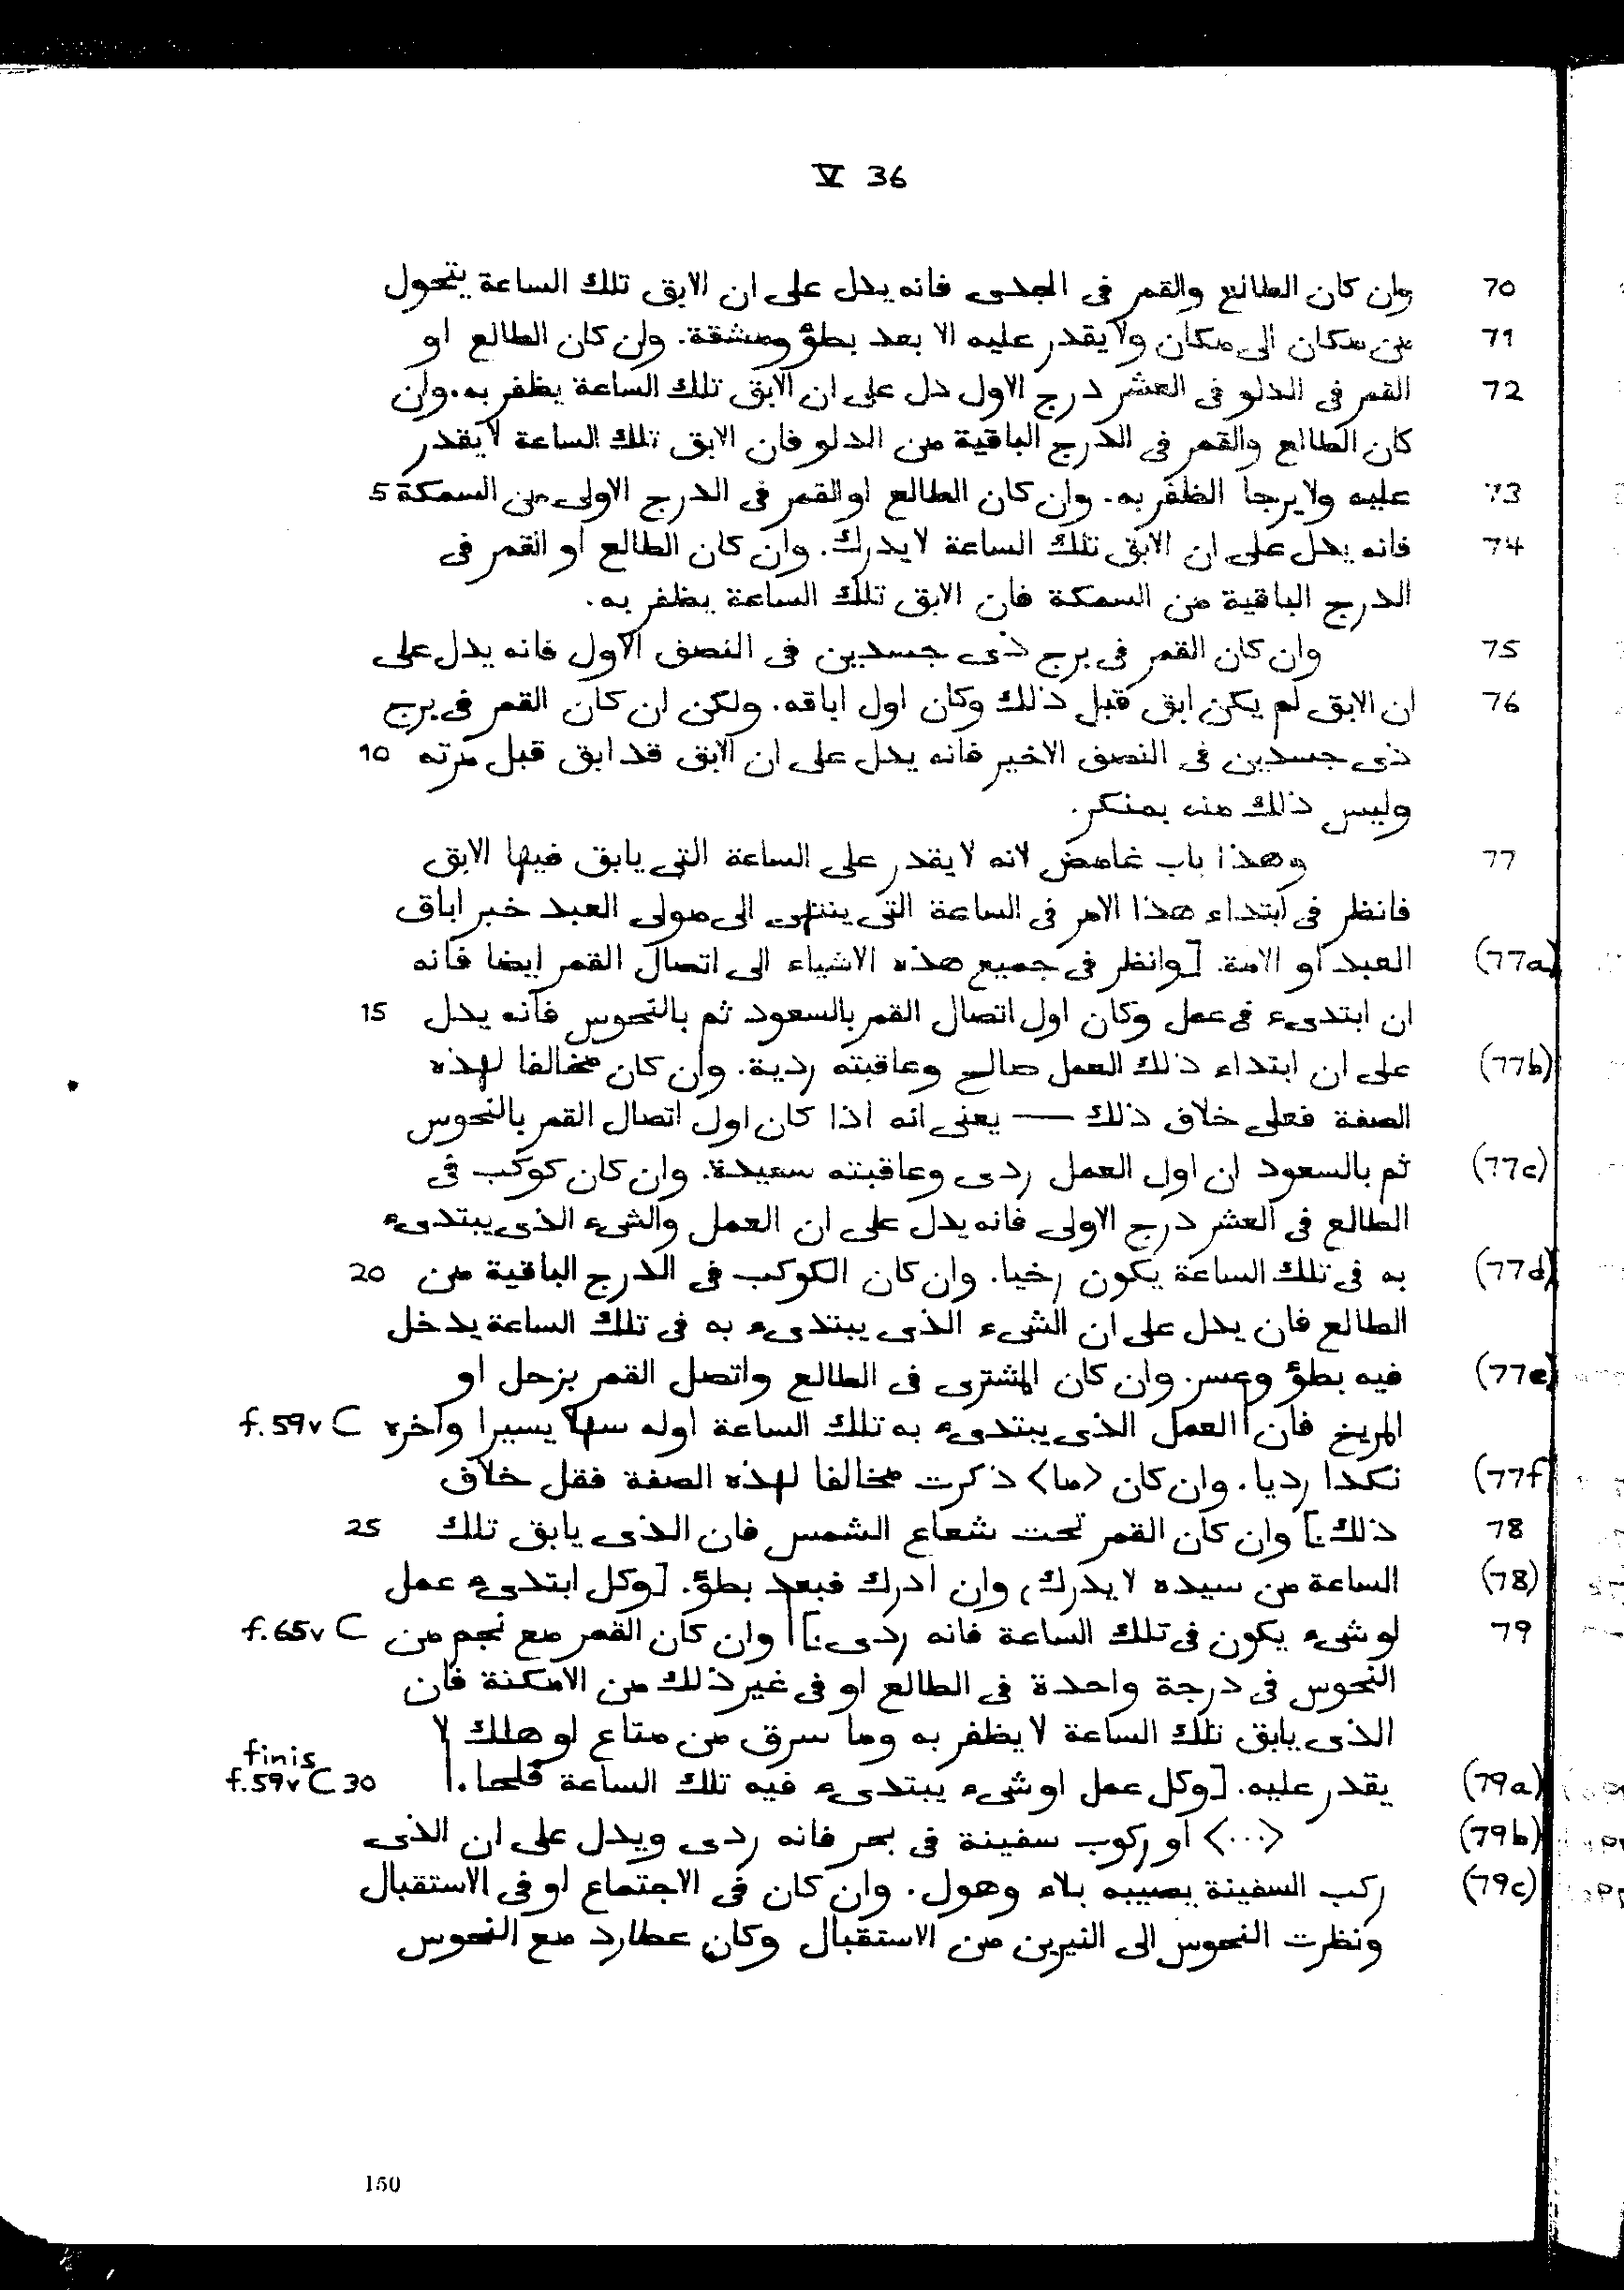 V 36
70 وان كان الطالع والقمر فى الجدى فانه يدل على ان الابق تلك الساعة يتحول
71 من مكان الى مكان ولا يقدر عليه الا بعد بطؤ ومشقة. وان كان الطالع او
72 القمر فى الدلو فى العشر درج الاول دل على ان الابق تلك الساعة يظفر به. وان
كان الطالع والقمر فى الدرج الباقية من الدلو فان الابق تلك الساعة لا يقدر
73 عليه ولا يرجا الظفر به. وان كان الطالع او القمر فى الدرج الاولى من السمكة 5
74 فانه يدل على ان الابق تلك الساعة لا يدرك. وان كان الطالع او القمر فى
الدرج الباقية من السمكة فان الابق تلك الساعة يظفر به.
75 وان كان القمر فى برج ذى جسدين فى النصف الاول فانه يدل على
76 ان الابق لم يكن ابق قبل ذلك وكان اول اباقه. ولكن ان كان القمر فى برج
ذى جسدين فى النصف الاخير فانه يدل على ان الابق قد ابق قبل مرته 10
وليس ذلك منه بمنكر.
77 وهذا باب غامض لانه لا يقدر على الساعة التى يابق فيها الابق
فانظر فى ابتداء هذا الامر فى الساعة التى ينتهى الى مولى العبد خبر اباق
(77a) العبد او الامة. [وانظر فى جميع هذه الاشياء الى اتصال القمر ايضا فانه
ان ابتدىء فى عمل وكان اول اتصال القمر بالسعود ثم بالنحوس فانه يدل 15
(77b) على ان ابتداء ذلك العمل صالح وعاقبته ردية. وان كان مخالفا لهذه
الصفة فعلى خلاف ذلك — يعنى انه اذا كان اول اتصال القمر بالنحوس
(77c) ثم بالسعود ان اول العمل ردى وعاقبته سعيدة. وان كان كوكب فى
الطالع فى العشر درج الاولى فانه يدل على ان العمل والشىء الذى يبتدىء
(77d) به فى تلك الساعة يكون رخيا. وان كان الكوكب فى الدرج الباقية من 20
الطالع فان يدل على ان الشىء الذى يبتدىء به فى تلك الساعة يدخل
(77e) فيه بطؤ وعسر. وان كان المشترى فى الطالع واتصل القمر بزحل او
المريخ فان | العمل الذى يبتدىء به تلك الساعة اوله سهلا يسيرا واخره f.59v C
(77f) نكدا رديا. وان كان <ما> ذكرت مخالفا لهذه الصفة فقل خلاف
78 ذلك:] وان كان القمر تحت شعاع الشمس فان الذى يابق تلك 25
(78) الساعة من سيده لا يدرك, وان ادرك فبعد بطؤ. [وكل ابتدىء عمل
79 او شىء يكون فى تلك الساعة فانه ردى:] | وان كان القمر مع نجم من f.65v C
النحوس فى درجة واحدة فى الطالع او فى غير ذلك من الامكنة فان
الذى يابق تلك الساعة لا يظفر به وما سرق من متاع او هلك لا
(79a) يقدر عليه. [وكل عمل او شىء يبتدىء فيه تلك الساعة .| finis f.59v C 30
(79b) <...> او ركوب سفينة فى بحر فانه ردى ويدل على ان الذى
(79c) ركب السفينة يصيبه بلاء وهول. وان كان فى الاجتماع او فى الاستقبال
ونظرت النحوس الى النيرين من الاستقبال وكان عطارد مع النحوس
150